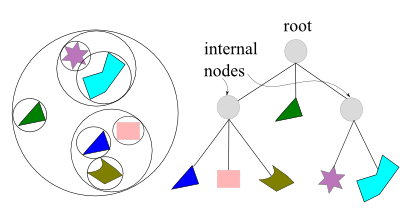 root
internal
nodes